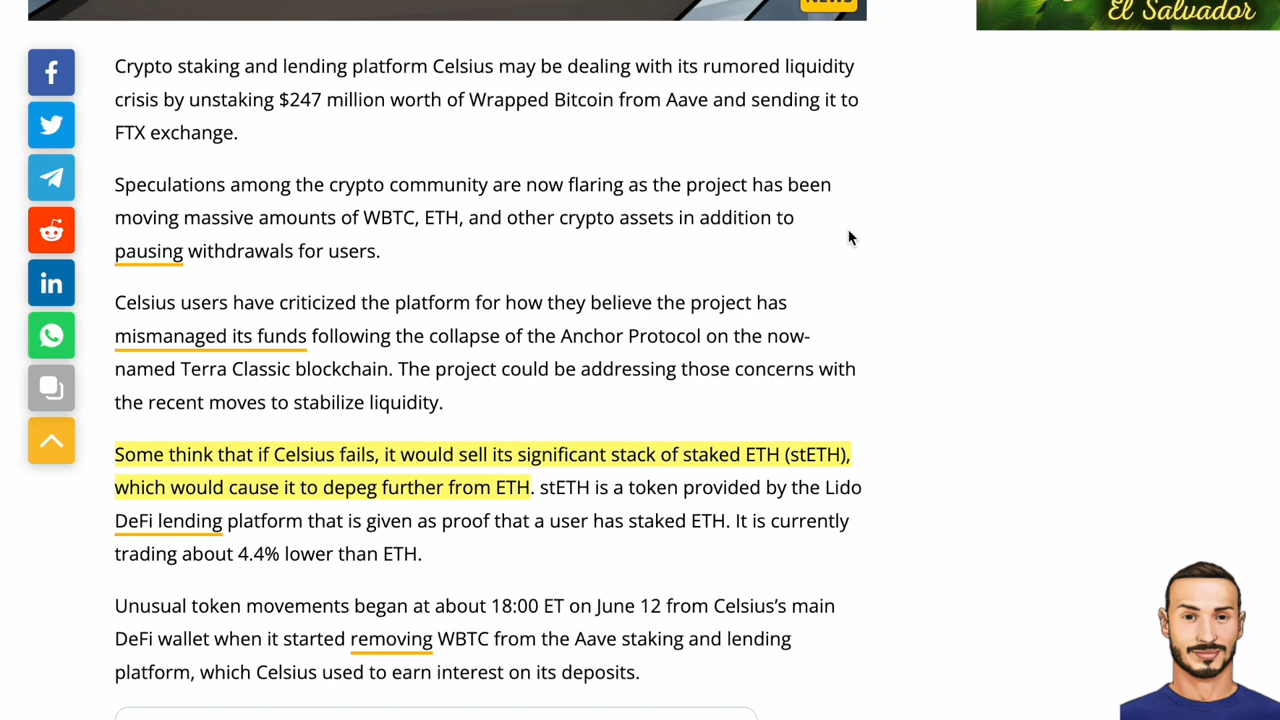 NEWS
El Salvador
Crypto staking and lending platform Celsius may be dealing with its rumored liquidity
crisis by unstaking $247 million worth of Wrapped Bitcoin from Aave and sending it to
FTX exchange.
Speculations among the crypto community are now flaring as the project has been
moving massive amounts of WBTC, ETH, and other crypto assets in addition to
pausing withdrawals for users.
Celsius users have criticized the platform for how they believe the project has
mismanaged its funds following the collapse of the Anchor Protocol on the now-
named Terra Classic blockchain. The project could be addressing those concerns with
the recent moves to stabilize liquidity.
Some think that if Celsius fails, it would sell its significant stack of staked ETH (stETH),
which would cause it to depeg further from ETH. stETH is a token provided by the Lido
DeFi lending platform that is given as proof that a user has staked ETH. It is currently
trading about 4.4% lower than ETH.
Unusual token movements began at about 18:00 ET on June 12 from Celsius’s main
DeFi wallet when it started removing WBTC from the Aave staking and lending
platform, which Celsius used to earn interest on its deposits.